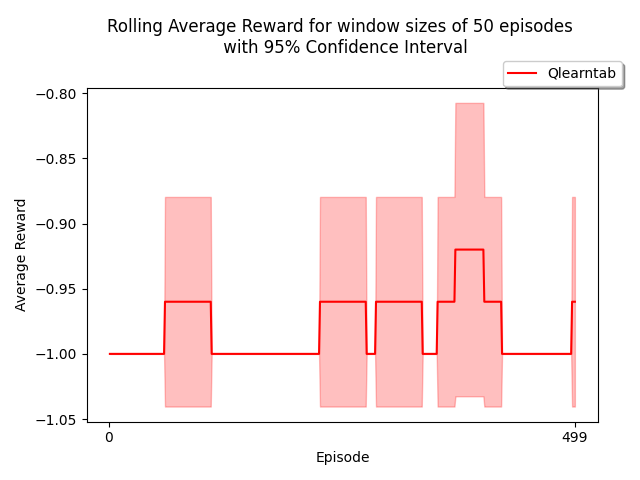 Rolling Average Reward for window sizes of 50 episodes
with 95% Confidence Interval
Qlearntab
−0.80
−0.85
−0.90
−0.95
−1.00
−1.05
Average Reward
0
499
Episode